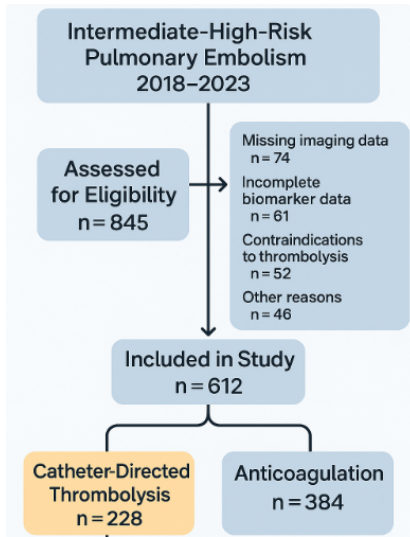 Intermediate-High-Risk
Pulmonary Embolism
2018–2023
Assessed
for Eligibility
n = 845
Missing imaging data
n = 74
Incomplete
biomarker data
n = 61
Contraindications
to thrombolysis
n = 52
Other reasons
n = 46
Included in Study
n = 612
Catheter-Directed
Thrombolysis
n = 228
Anticoagulation
n = 384